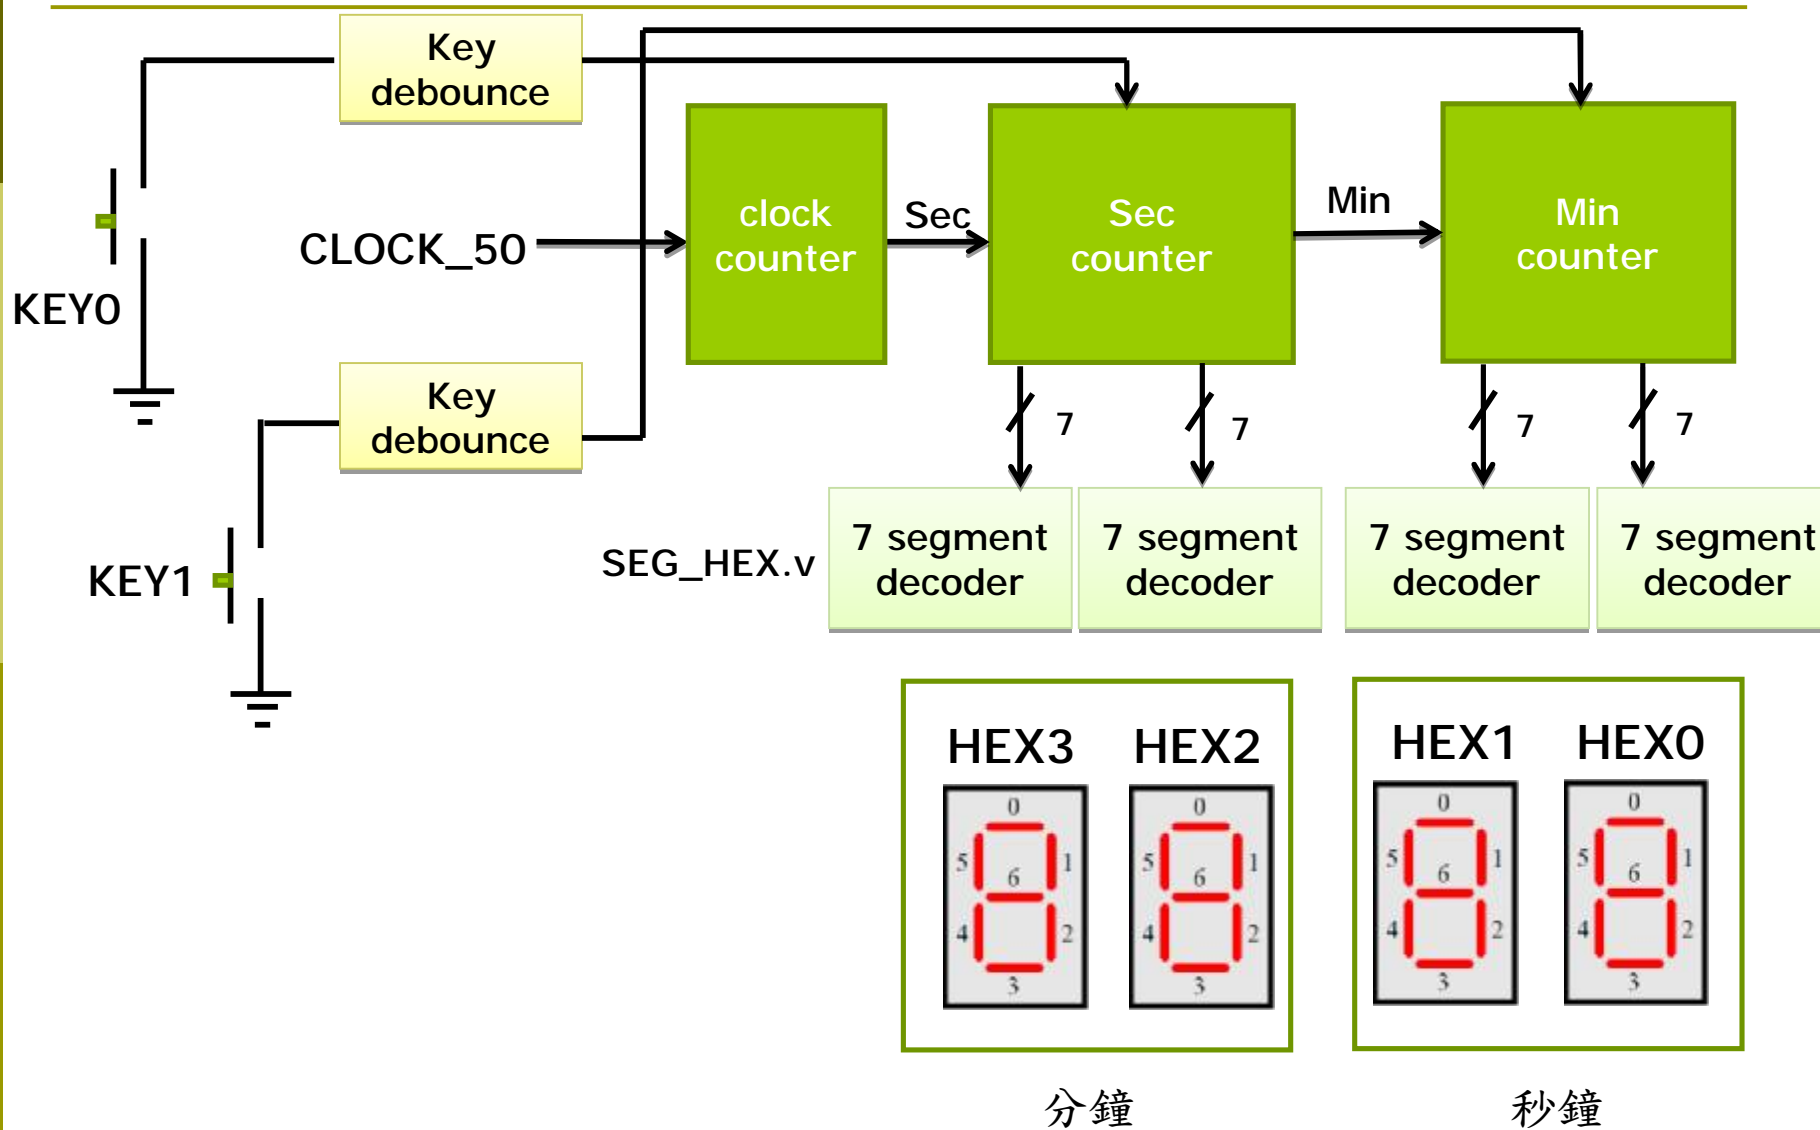 Key
debounce
clock
counter
Sec
Sec
counter
Min
Min
counter
CLOCK_50
KEY0
Key
debounce
7
7
7
7
KEY1
SEG_HEX.v
7 segment
decoder
7 segment
decoder
7 segment
decoder
7 segment
decoder
HEX3
HEX2
HEX1
HEX0
0
5
1
6
4
2
3
0
5
1
6
4
2
3
0
5
1
6
4
2
3
0
5
1
6
4
2
3
分鐘
秒鐘